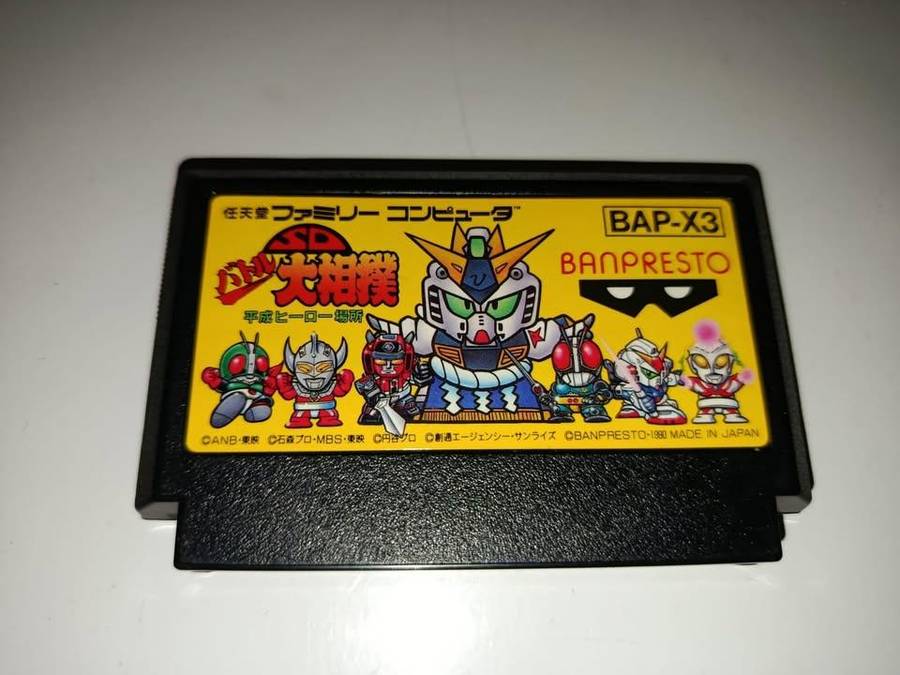 任天堂 ファミリー コンピュータ™
BAP-X3
SD
バトル大相撲
平成ヒーロー場所
BANPRESTO
©ANB・東映 ©石森プロ・MBS・東映 ©円谷プロ ©創通エージェンシー・サンライズ ©BANPRESTO・1990 MADE IN JAPAN